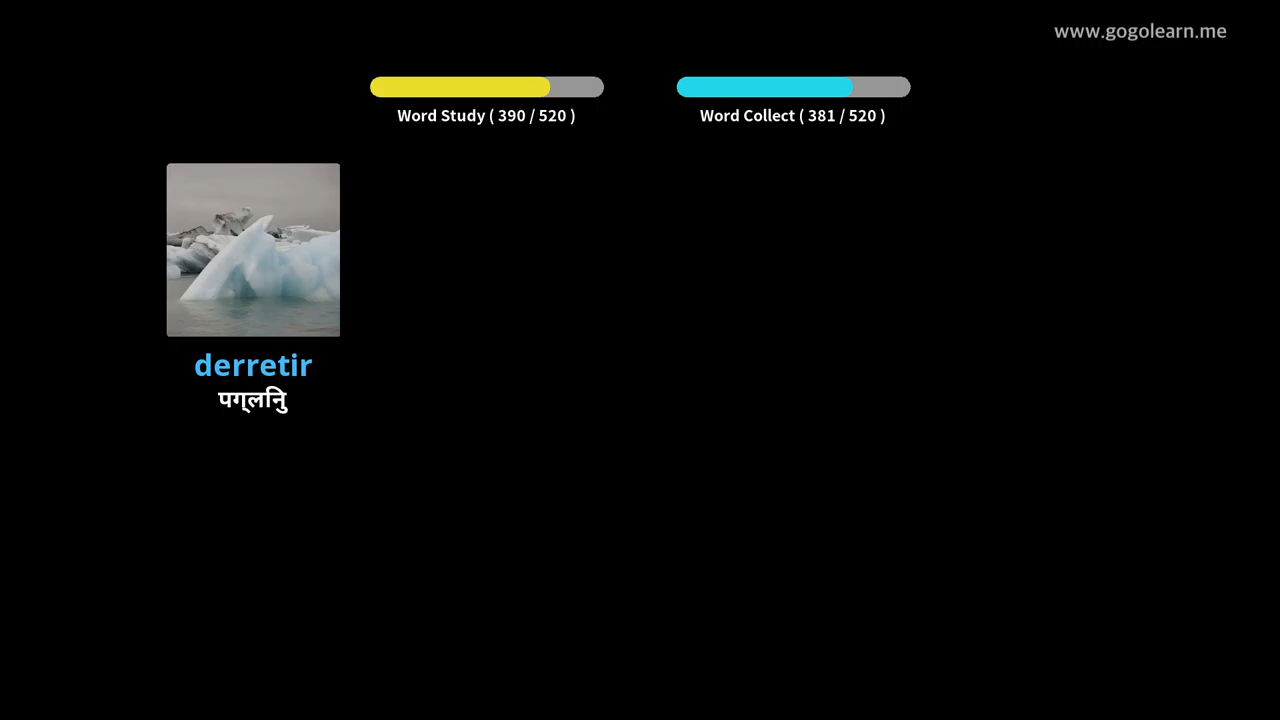 www.gogolearn.me
Word Study ( 390 / 520 )
Word Collect ( 381 / 520 )
derretir
पग्लनिु